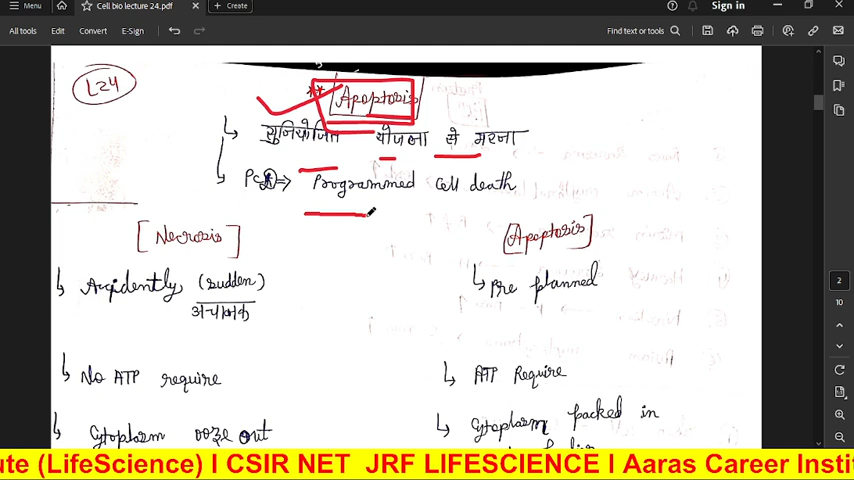 Menu
Cell bio lecture 24.pdf
Create
Sign in
All tools Edit Convert E-Sign
Find text or tools
L24
** Apoptosis
सुनियोजित योजना से मरना
PCD => Programmed Cell death
[Necrosis] [Apoptosis]
Accidently (sudden) Pre planned
अचानक
No ATP require ATP Require
Cytoplasm ooze out Cytoplasm packed in
2
10
ute (LifeScience) I CSIR NET JRF LIFESCIENCE I Aaras Career Insti